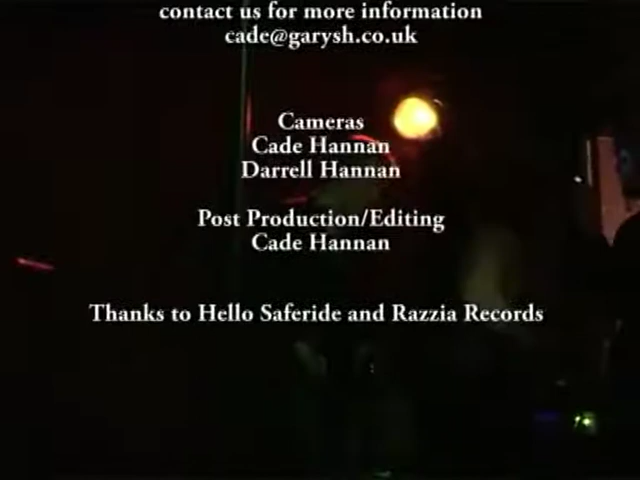 contact us for more information
cade@garysh.co.uk
Cameras
Cade Hannan
Darrell Hannan
Post Production/Editing
Cade Hannan
Thanks to Hello Saferide and Razzia Records